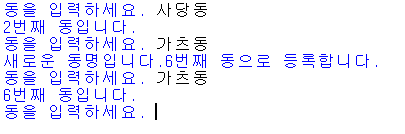 동을 입력하세요. 사당동
2번째 동입니다.
동을 입력하세요. 가츠동
새로운 동명입니다.6번째 동으로 등록합니다.
동을 입력하세요. 가츠동
6번째 동입니다.
동을 입력하세요.